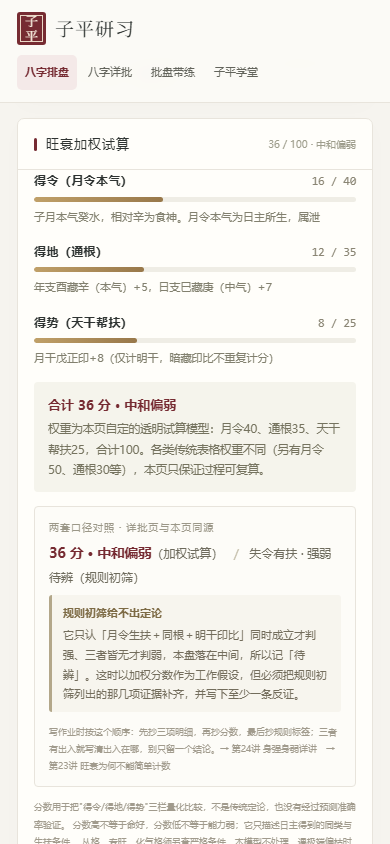 子平
子平研习
八字排盘 八字详批 批盘带练 子平学堂
旺衰加权试算 36 / 100 · 中和偏弱
得令（月令本气） 16 / 40
子月本气癸水，相对辛为食神。月令本气为日主所生，属泄
得地（通根） 12 / 35
年支酉藏辛（本气）+5，日支巳藏庚（中气）+7
得势（天干帮扶） 8 / 25
月干戊正印+8（仅计明干，暗藏印比不重复计分）
合计 36 分 · 中和偏弱
权重为本页自定的透明试算模型：月令40、通根35、天干
帮扶25，合计100。各类传统表格权重不同（另有月令
50、通根30等），本页只保证过程可复算。
两套口径对照 · 详批页与本页同源
36 分 · 中和偏弱（加权试算） / 失令有扶 · 强弱
待辨（规则初筛）
规则初筛给不出定论
它只认「月令生扶＋同根＋明干印比」同时成立才判
强、三者皆无才判弱，本盘落在中间，所以记「待
辨」。这时以加权分数作为工作假设，但必须把规则初
筛列出的那几项证据补齐，并写下至少一条反证。
写作业时按这个顺序：先抄三项明细，再抄分数，最后抄规则标签；三者
有出入就写清出入在哪，别只留一个结论。→ 第24讲 身强身弱详讲 →
第23讲 旺衰为何不能简单计数
分数用于把"得令/得地/得势"三栏量化比较，不是传统定论，也没有经过预测准确
率验证。 分数高不等于命好，分数低不等于能力弱；它只描述日主得到的同类与